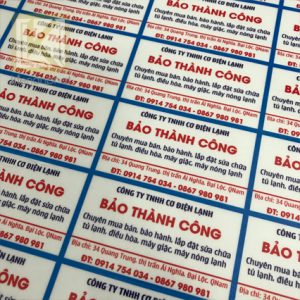 CÔNG TY TNHH CƠ ĐIỆN LẠNH
BẢO THÀNH CÔNG
Chuyên mua bán, bảo hành, lắp đặt sửa chữa
tủ lạnh, điều hòa, máy giặc, máy nóng lạnh
Địa chỉ: 34 Quang Trung, thị trấn Ái Nghĩa, Đại Lộc, QNam
ĐT: 0914 754 034 - 0867 980 981